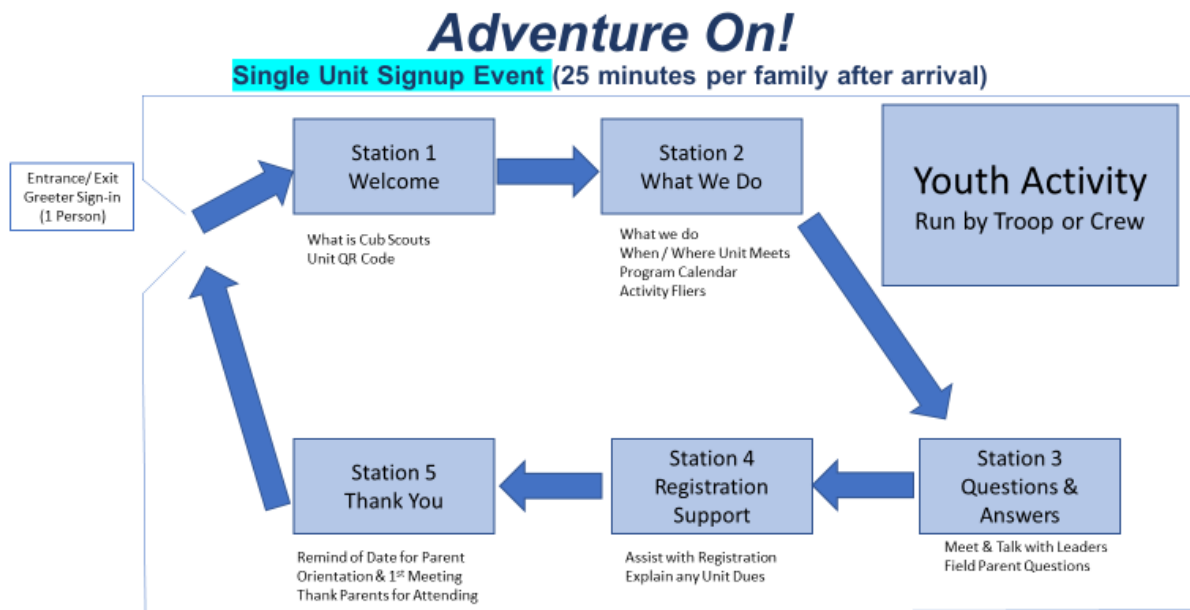 Adventure On!
Single Unit Signup Event (25 minutes per family after arrival)
Entrance/ Exit
Greeter Sign-in
(1 Person)
Station 1
Welcome
What is Cub Scouts
Unit QR Code
Station 2
What We Do
What we do
When / Where Unit Meets
Program Calendar
Activity Fliers
Youth Activity
Run by Troop or Crew
Station 3
Questions &
Answers
Meet & Talk with Leaders
Field Parent Questions
Station 4
Registration
Support
Assist with Registration
Explain any Unit Dues
Station 5
Thank You
Remind of Date for Parent
Orientation & 1st Meeting
Thank Parents for Attending